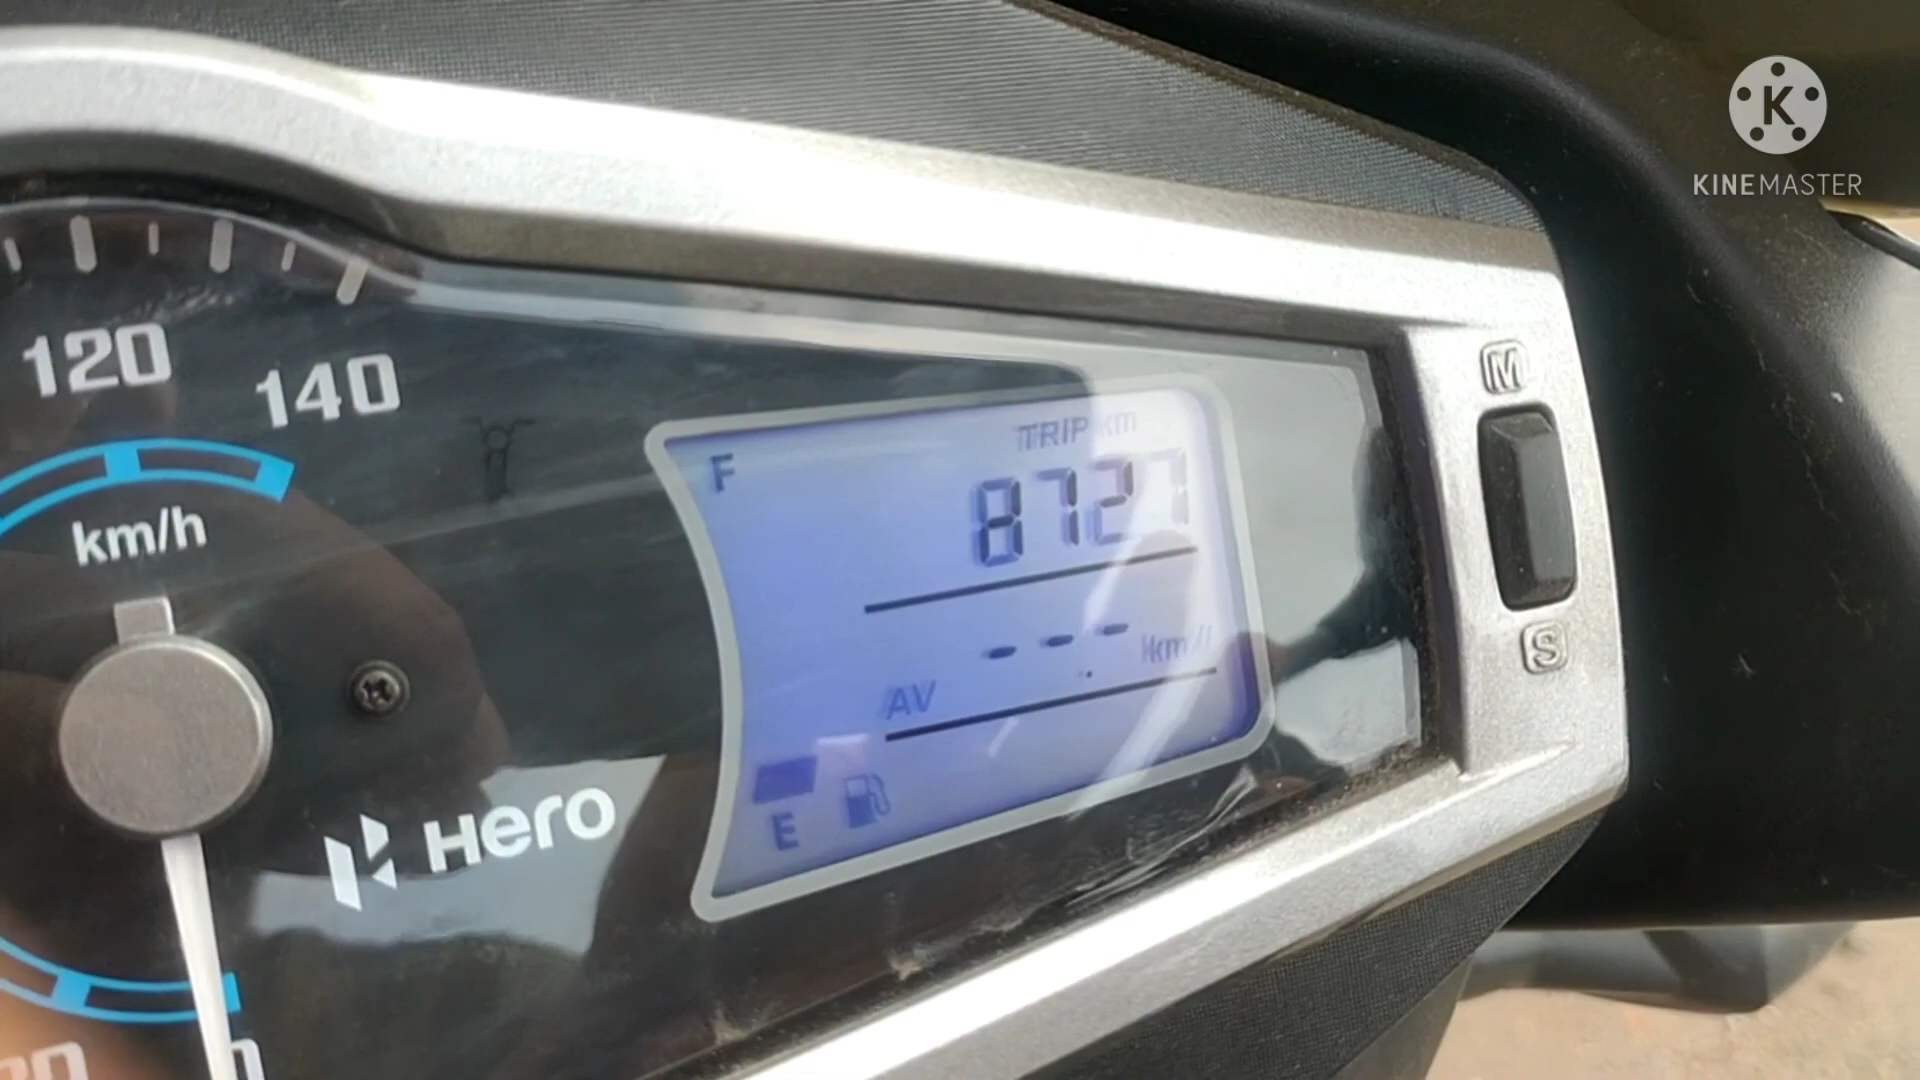 KINEMASTER
120
140
km/h
Hero
F
TRIP km
8727
--- km/l
AV
E
M
S